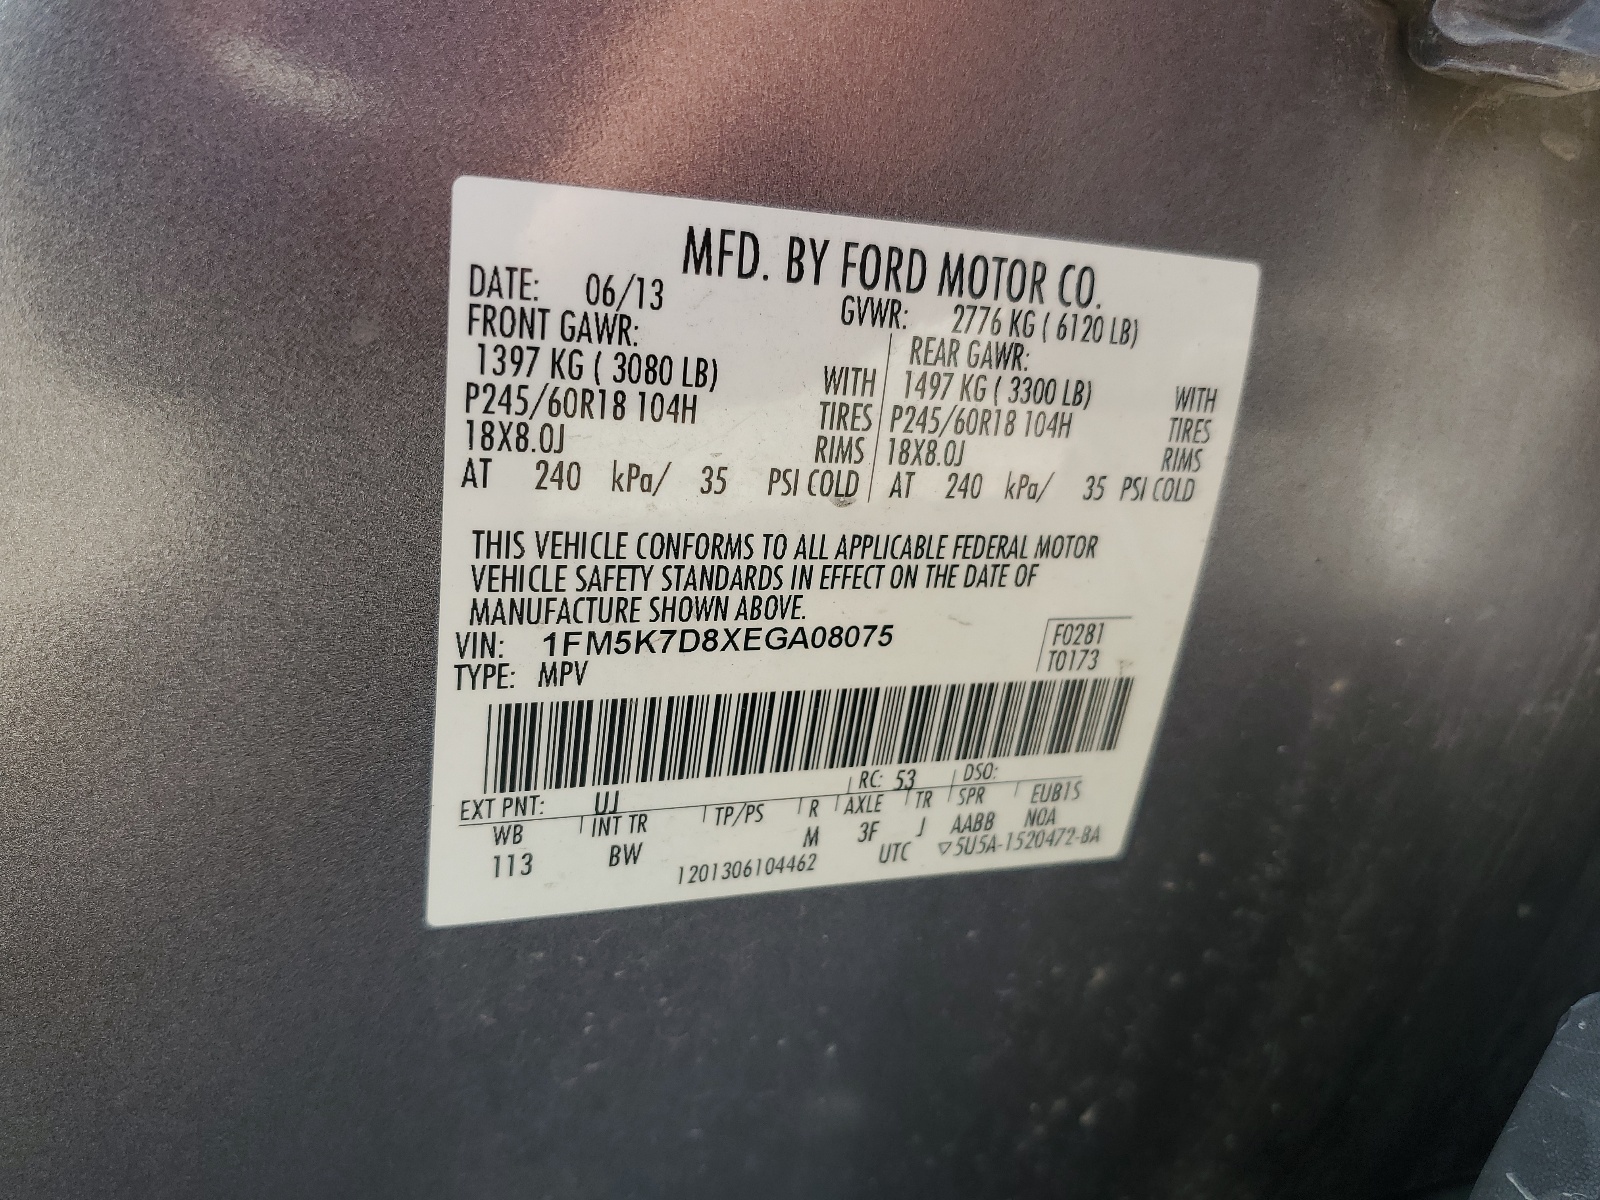 MFD. BY FORD MOTOR CO.
DATE: 06/13 GVWR: 2776 KG ( 6120 LB)
FRONT GAWR: REAR GAWR:
1397 KG ( 3080 LB) WITH 1497 KG ( 3300 LB) WITH
P245/60R18 104H TIRES P245/60R18 104H TIRES
18X8.0J RIMS 18X8.0J RIMS
AT 240 kPa/ 35 PSI COLD AT 240 kPa/ 35 PSI COLD
THIS VEHICLE CONFORMS TO ALL APPLICABLE FEDERAL MOTOR
VEHICLE SAFETY STANDARDS IN EFFECT ON THE DATE OF
MANUFACTURE SHOWN ABOVE.
VIN: 1FM5K7D8XEGA08075 F0281
TYPE: MPV T0173
EXT PNT: UJ RC: 53 DSO:
WB INT TR TP/PS R AXLE TR SPR EUB1S
113 BW M 3F J AABB NOA
1201306104462 UTC ▽5U5A-1520472-BA